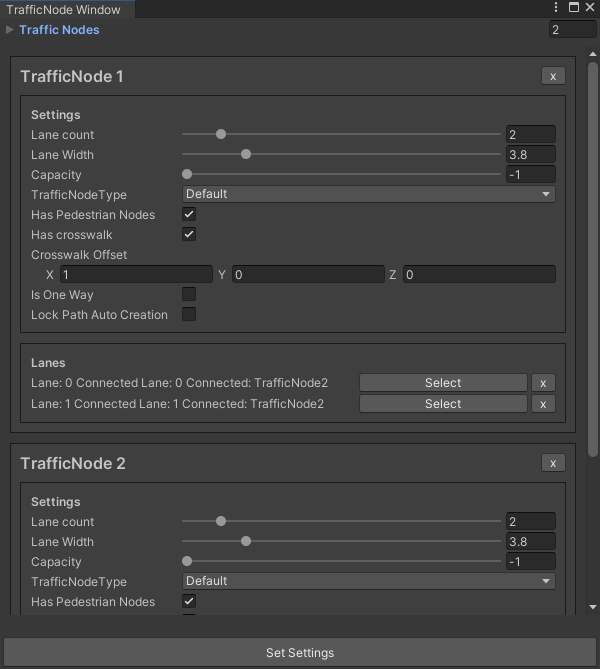 TrafficNode Window
Traffic Nodes 2
TrafficNode 1 x
Settings
Lane count 2
Lane Width 3.8
Capacity -1
TrafficNodeType Default
Has Pedestrian Nodes
Has crosswalk
Crosswalk Offset
X 1 Y 0 Z 0
Is One Way
Lock Path Auto Creation
Lanes
Lane: 0 Connected Lane: 0 Connected: TrafficNode2 Select x
Lane: 1 Connected Lane: 1 Connected: TrafficNode2 Select x
TrafficNode 2 x
Settings
Lane count 2
Lane Width 3.8
Capacity -1
TrafficNodeType Default
Has Pedestrian Nodes
Set Settings